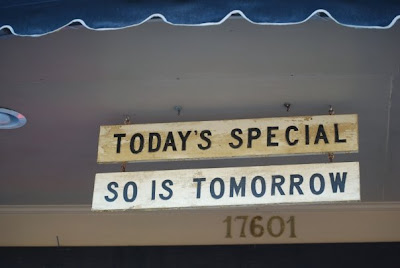 TODAY'S SPECIAL
SO IS TOMORROW
17601